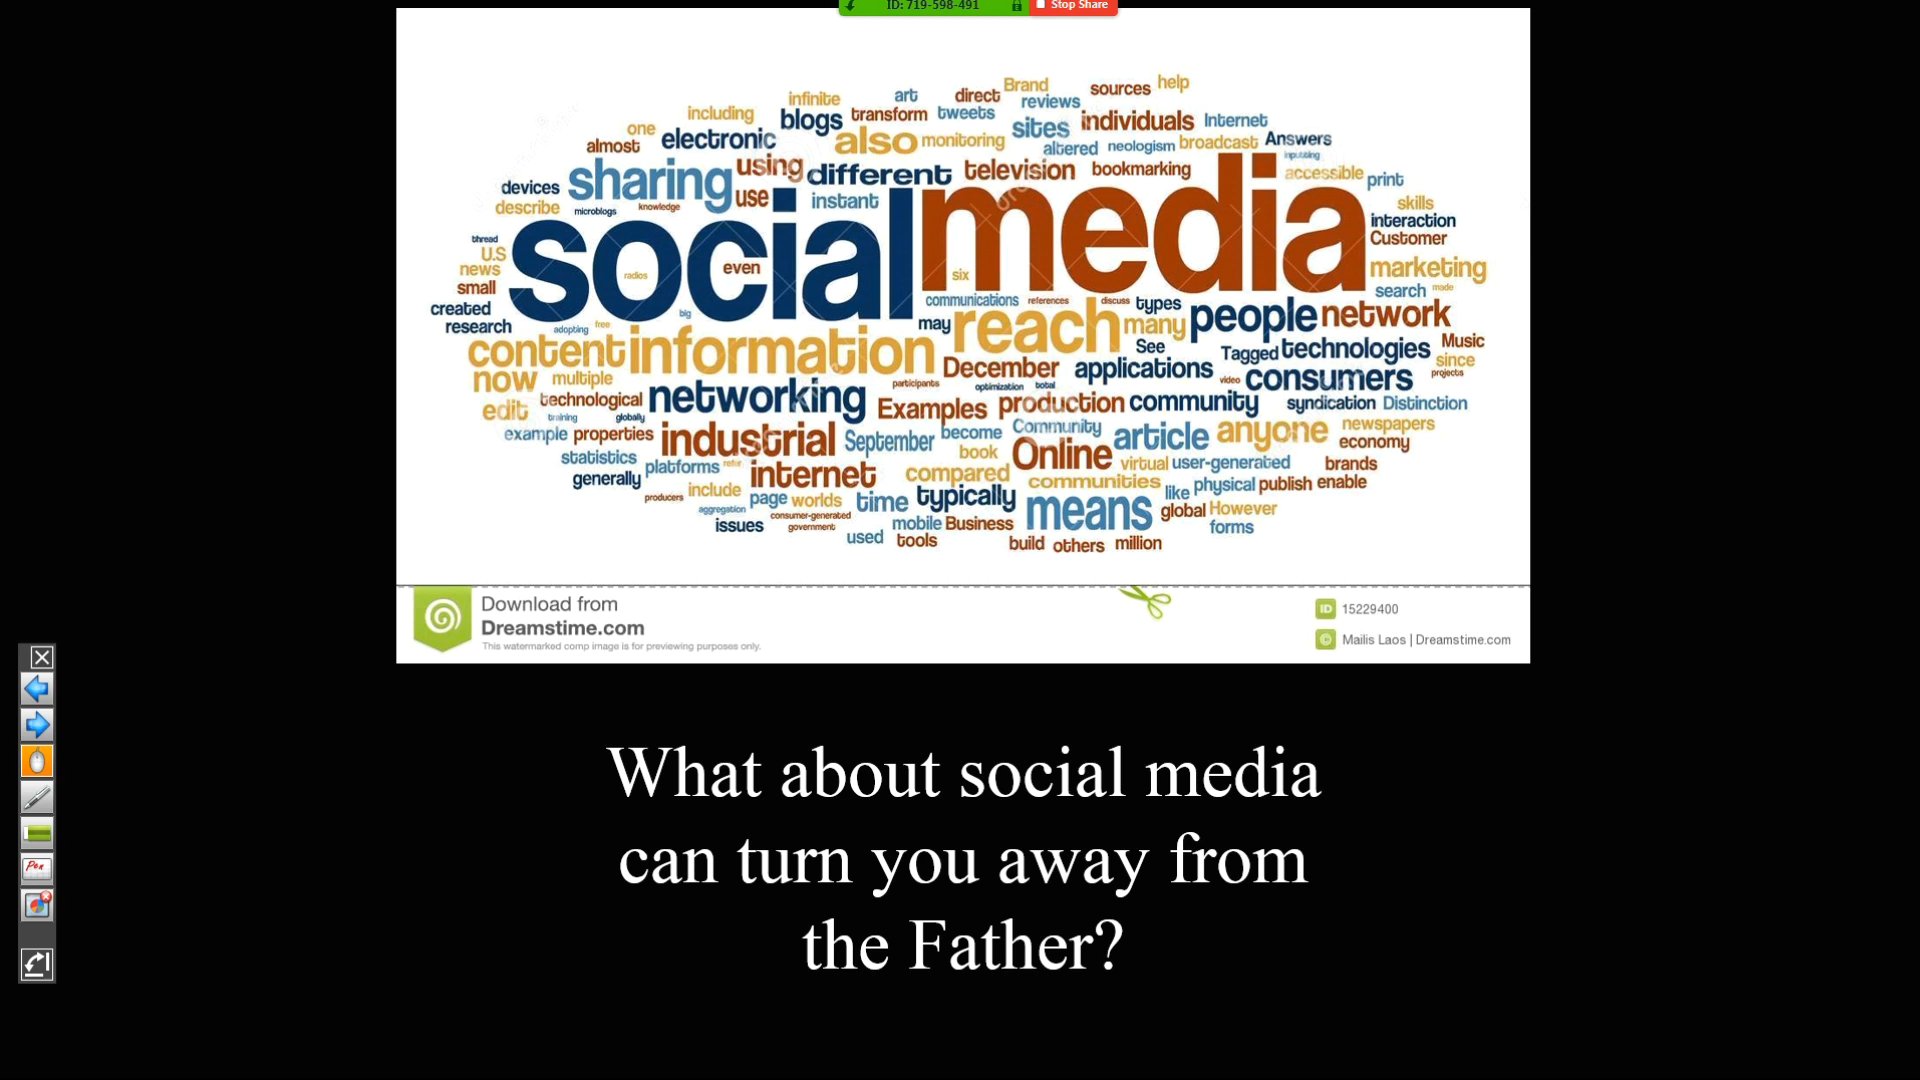 ID: 719-598-491 Stop Share
Brand sources help
infinite art direct reviews
including blogs transform tweets sites individuals Internet
one electronic also monitoring altered neologism broadcast Answers
almost using different television bookmarking accessible print
devices sharing use instant skills
describe microblogs knowledge interaction
thread social media Customer
U.S
news radios even six marketing
small search made
created big communications references discuss types people network
research adopting free may reach many
content information See Tagged technologies Music
now multiple December applications video consumers since
projects
edit technological networking participants optimization total
training globally Examples production community syndication Distinction
example properties industrial September become Community article anyone newspapers
economy
statistics platforms refer internet book Online virtual user-generated brands
generally compared communities like physical publish enable
producers include page worlds time typically means global However
aggregation consumer-generated
issues government mobile Business forms
used tools build others million
Download from
Dreamstime.com
This watermarked comp image is for previewing purposes only.
ID 15229400
Mailis Laos | Dreamstime.com
Pen
What about social media
can turn you away from
the Father?